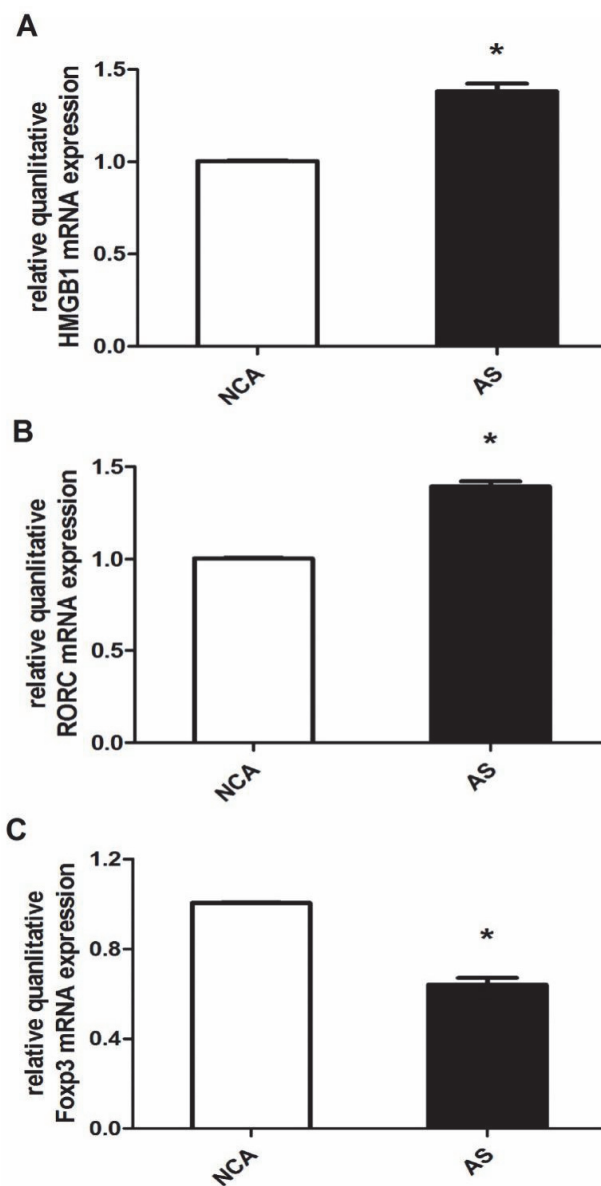 A
*
relative quanlitative
HMGB1 mRNA expression
1.5
1.0
0.5
0.0
NCA
AS
B
*
relative quanlitative
RORC mRNA expression
1.5
1.0
0.5
0.0
NCA
AS
C
*
relative quanlitative
Foxp3 mRNA expression
1.2
0.8
0.4
0.0
NCA
AS